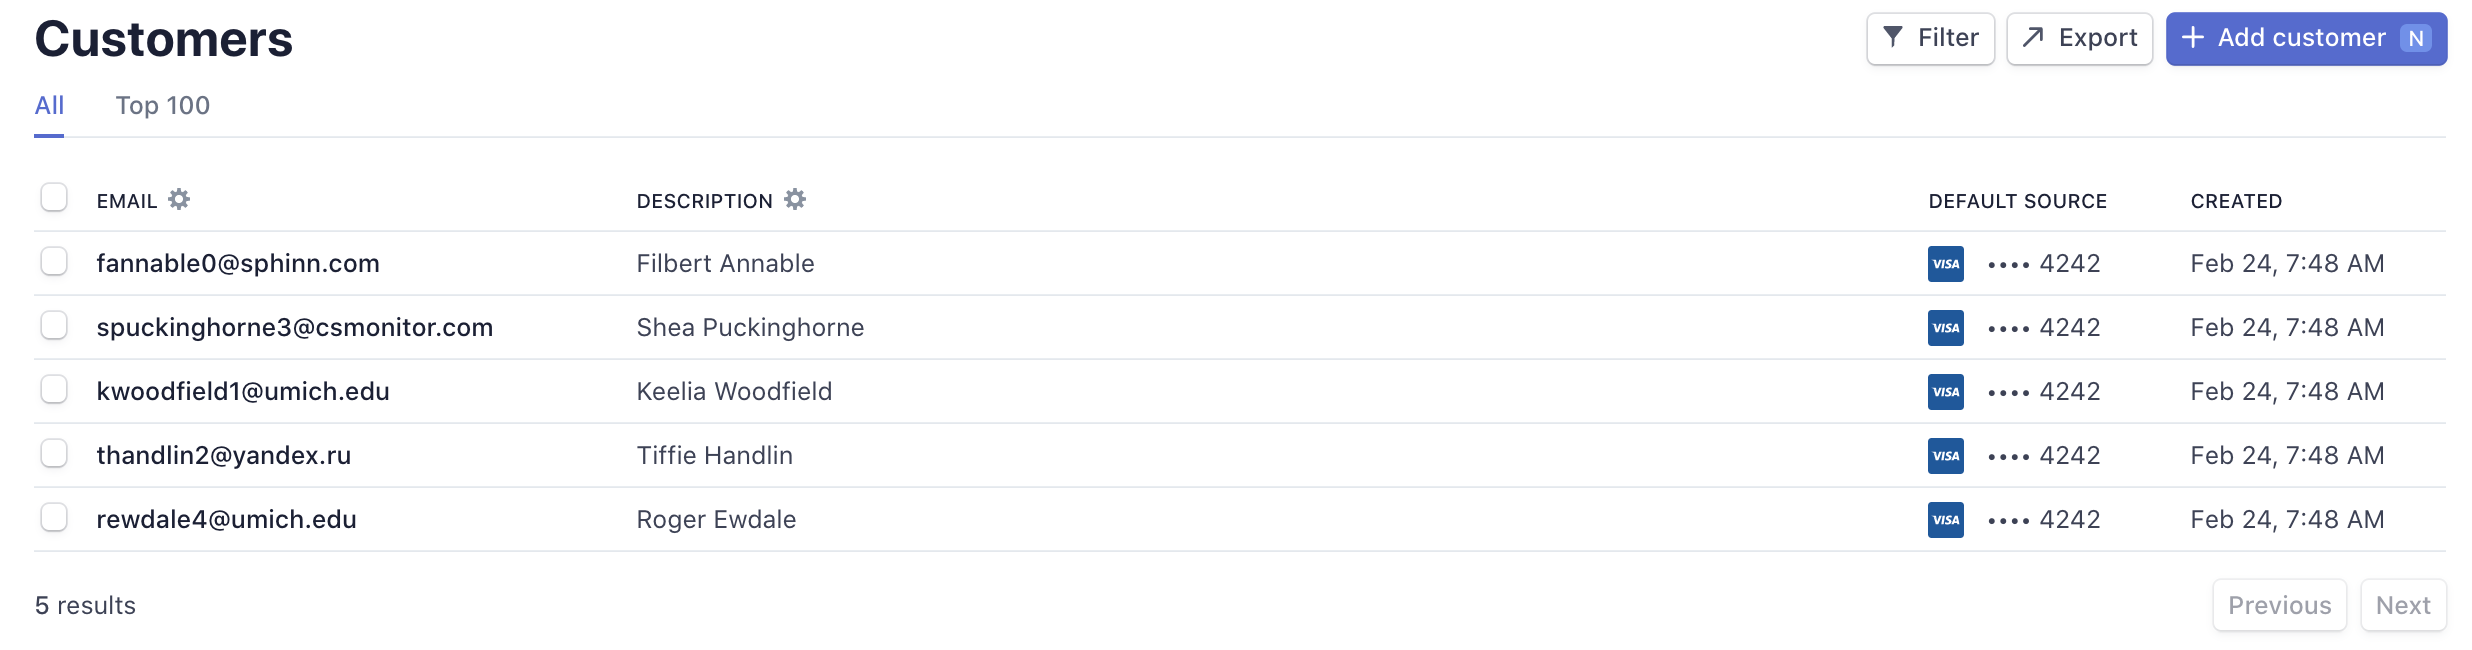 Customers
Filter
Export
+ Add customer N
All
Top 100
EMAIL DESCRIPTION DEFAULT SOURCE CREATED
fannable0@sphinn.com Filbert Annable VISA •••• 4242 Feb 24, 7:48 AM
spuckinghorne3@csmonitor.com Shea Puckinghorne VISA •••• 4242 Feb 24, 7:48 AM
kwoodfield1@umich.edu Keelia Woodfield VISA •••• 4242 Feb 24, 7:48 AM
thandlin2@yandex.ru Tiffie Handlin VISA •••• 4242 Feb 24, 7:48 AM
rewdale4@umich.edu Roger Ewdale VISA •••• 4242 Feb 24, 7:48 AM
5 results
Previous
Next